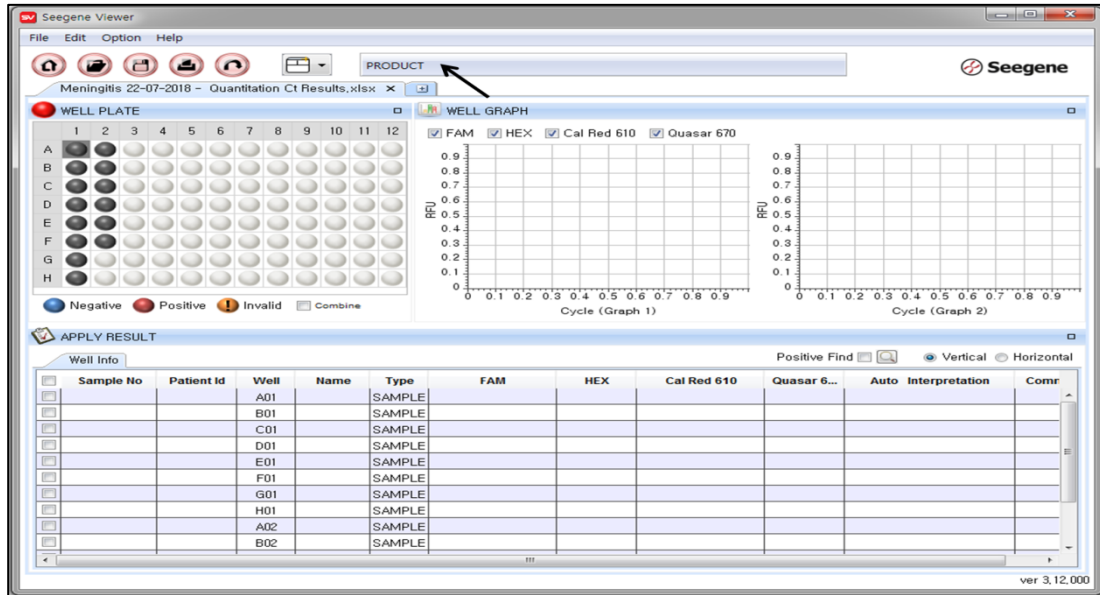 SV Seegene Viewer
File Edit Option Help
PRODUCT
Seegene
Meningitis 22-07-2018 - Quantitation Ct Results,xlsx
WELL PLATE
1 2 3 4 5 6 7 8 9 10 11 12
A
B
C
D
E
F
G
H
Negative Positive Invalid Combine
WELL GRAPH
FAM HEX Cal Red 610 Quasar 670
0.9
0.8
0.7
0.6
0.5
0.4
0.3
0.2
0.1
0
RFU
0 0.1 0.2 0.3 0.4 0.5 0.6 0.7 0.8 0.9
Cycle (Graph 1)
0.9
0.8
0.7
0.6
0.5
0.4
0.3
0.2
0.1
0
RFU
0 0.1 0.2 0.3 0.4 0.5 0.6 0.7 0.8 0.9
Cycle (Graph 2)
APPLY RESULT
Well Info Positive Find Vertical Horizontal
Sample No Patient Id Well Name Type FAM HEX Cal Red 610 Quasar 6... Auto Interpretation Comr
A01 SAMPLE
B01 SAMPLE
C01 SAMPLE
D01 SAMPLE
E01 SAMPLE
F01 SAMPLE
G01 SAMPLE
H01 SAMPLE
A02 SAMPLE
B02 SAMPLE
ver 3,12,000